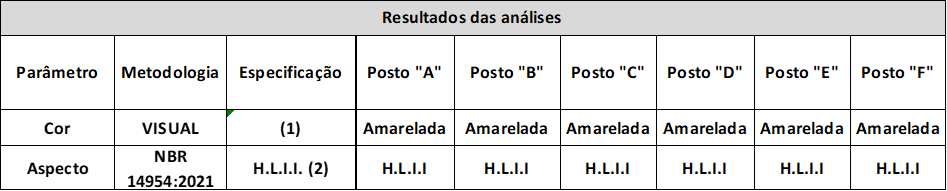 Resultados das análises
Parâmetro Metodologia Especificação Posto "A" Posto "B" Posto "C" Posto "D" Posto "E" Posto "F"
Cor VISUAL (1) Amarelada Amarelada Amarelada Amarelada Amarelada Amarelada
Aspecto NBR 14954:2021 H.L.I.I. (2) H.L.I.I H.L.I.I H.L.I.I H.L.I.I H.L.I.I H.L.I.I